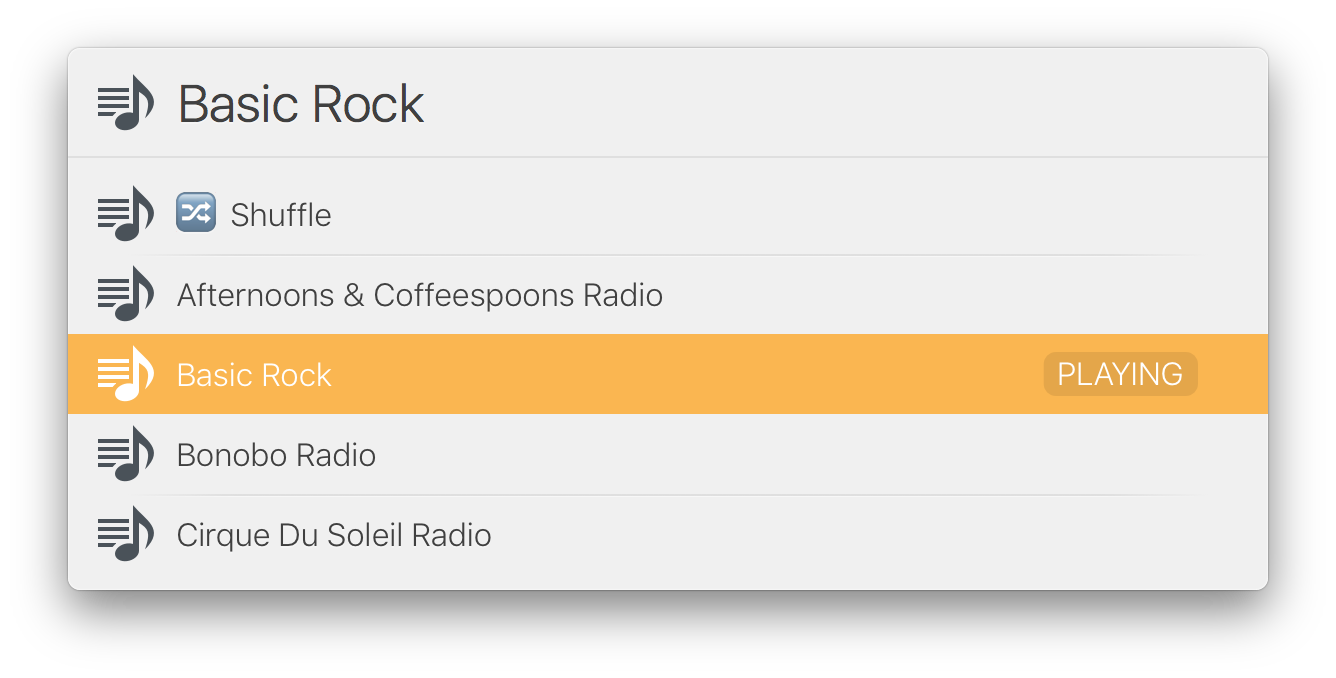 Basic Rock
Shuffle
Afternoons & Coffeespoons Radio
Basic Rock PLAYING
Bonobo Radio
Cirque Du Soleil Radio